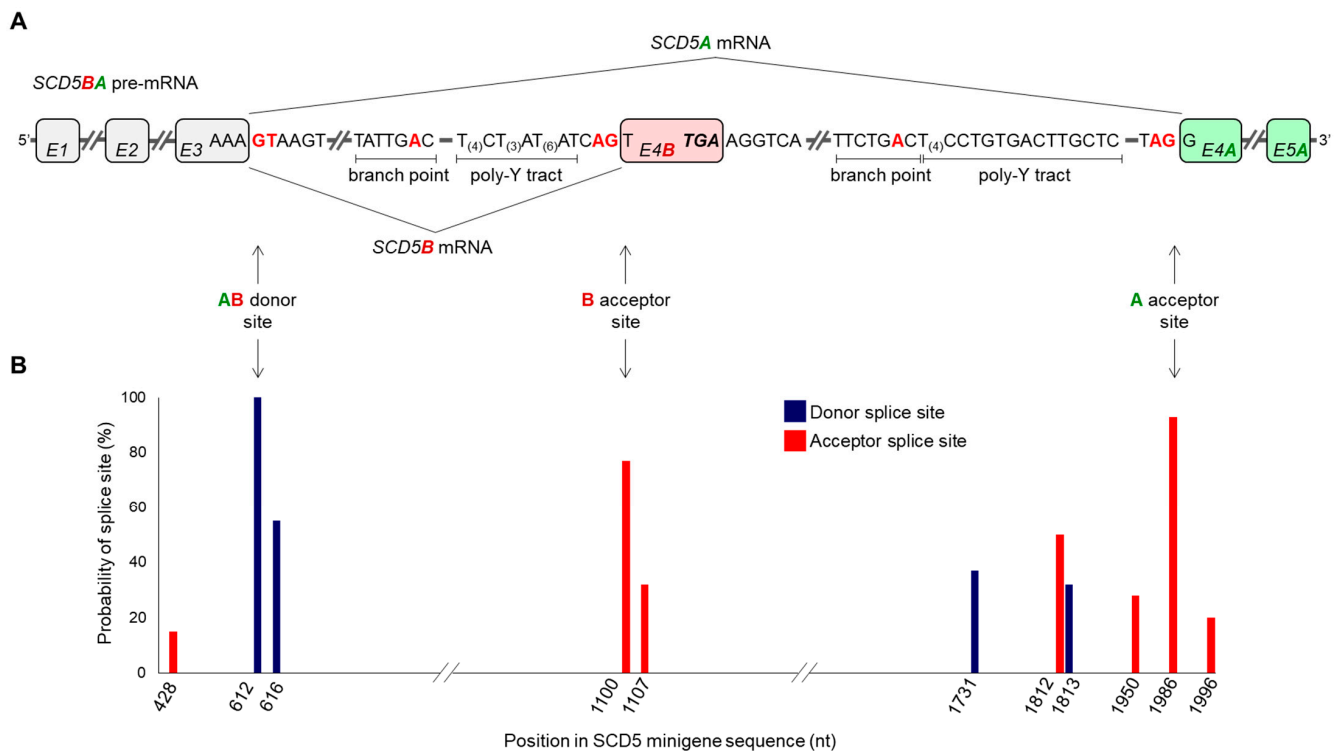 A
SCD5A mRNA
SCD5BA pre-mRNA
5' E1 E2 E3 AAA GTAAGT TATTGAC T(4)CT(3)AT(6)ATCAG T E4B TGA AGGTCA TTCTGACT(4)CCCTGTGACTTGCTC TAG G E4A E5A 3'
branch point poly-Y tract branch point poly-Y tract
SCD5B mRNA
AB donor site
B acceptor site
A acceptor site
B
Probability of splice site (%)
100
80
60
40
20
0
Donor splice site
Acceptor splice site
428 612 616 1100 1107 1731 1812 1813 1950 1986 1996
Position in SCD5 minigene sequence (nt)